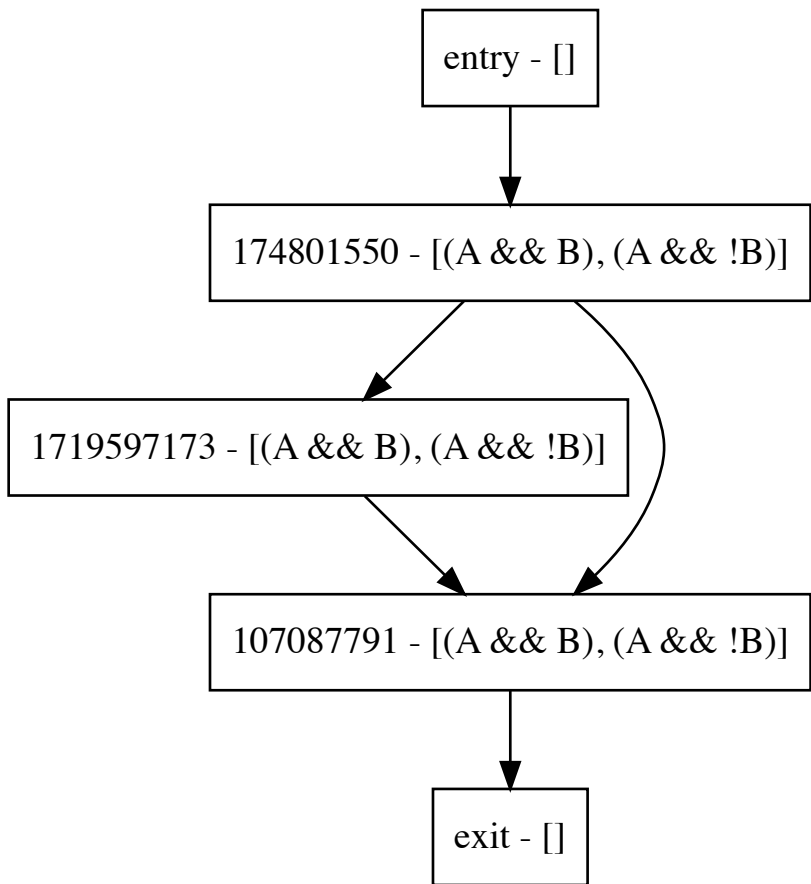 entry - []
174801550 - [(A && B), (A && !B)]
1719597173 - [(A && B), (A && !B)]
107087791 - [(A && B), (A && !B)]
exit - []